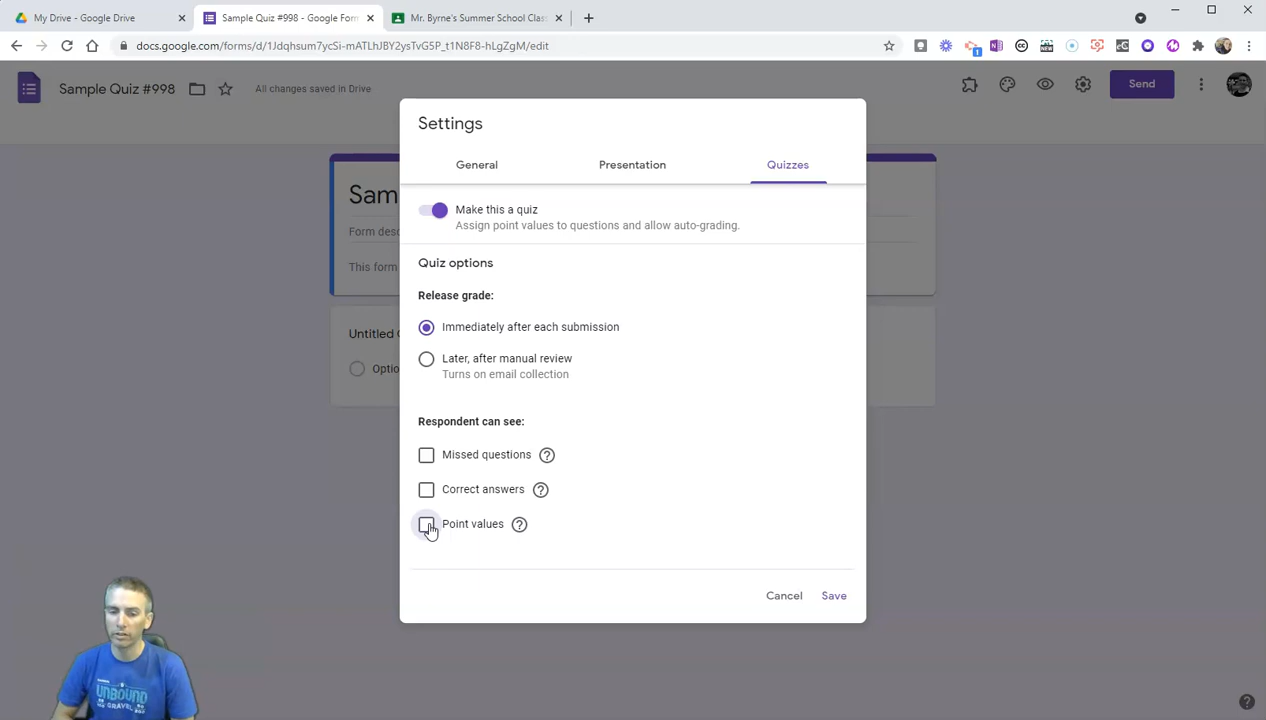 My Drive - Google Drive
Sample Quiz #998 - Google Form
Mr. Byrne's Summer School Class
docs.google.com/forms/d/1Jdqhsum7ycSi-mATLhJBY2ysTvG5P_t1N8F8-hLgZgM/edit
Sample Quiz #998
All changes saved in Drive
Send
Settings
General
Presentation
Quizzes
Sam
Make this a quiz
Form desc
Assign point values to questions and allow auto-grading.
This form
Quiz options
Release grade:
Immediately after each submission
Untitled
Later, after manual review
Optio
Turns on email collection
Respondent can see:
Missed questions
Correct answers
Point values
Cancel
Save
UNBOUND
GRAVEL